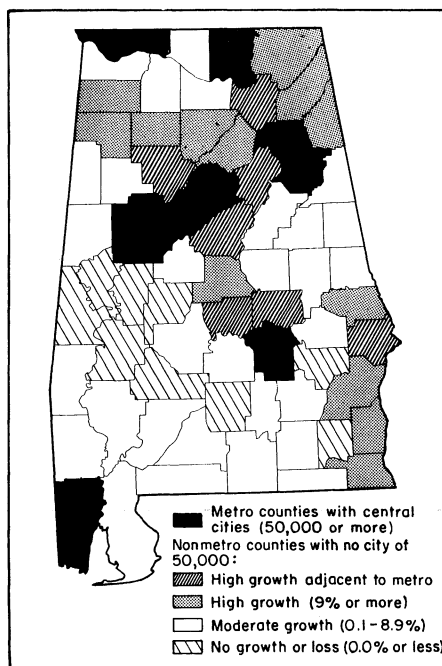 Metro counties with central
cities (50,000 or more)
Nonmetro counties with no city of
50,000:
High growth adjacent to metro
High growth (9% or more)
Moderate growth (0.1-8.9%)
No growth or loss (0.0% or less)